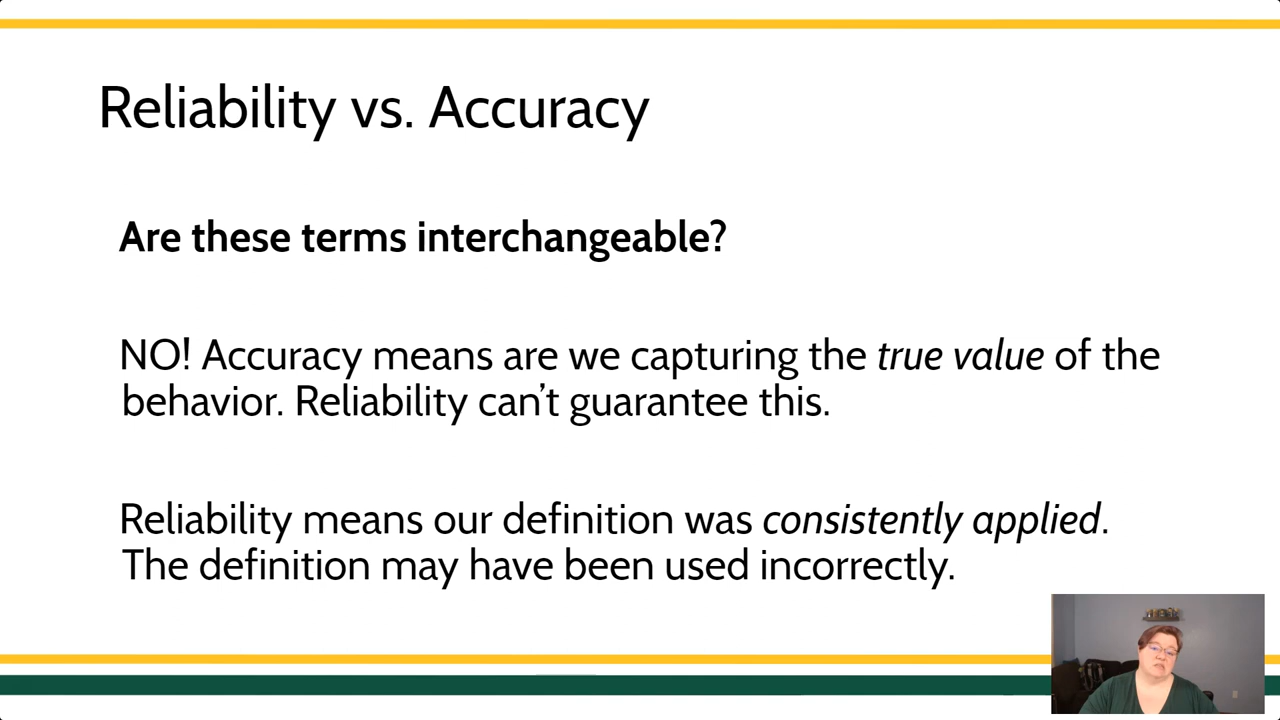 Reliability vs. Accuracy
Are these terms interchangeable?
NO! Accuracy means are we capturing the true value of the
behavior. Reliability can’t guarantee this.
Reliability means our definition was consistently applied.
The definition may have been used incorrectly.